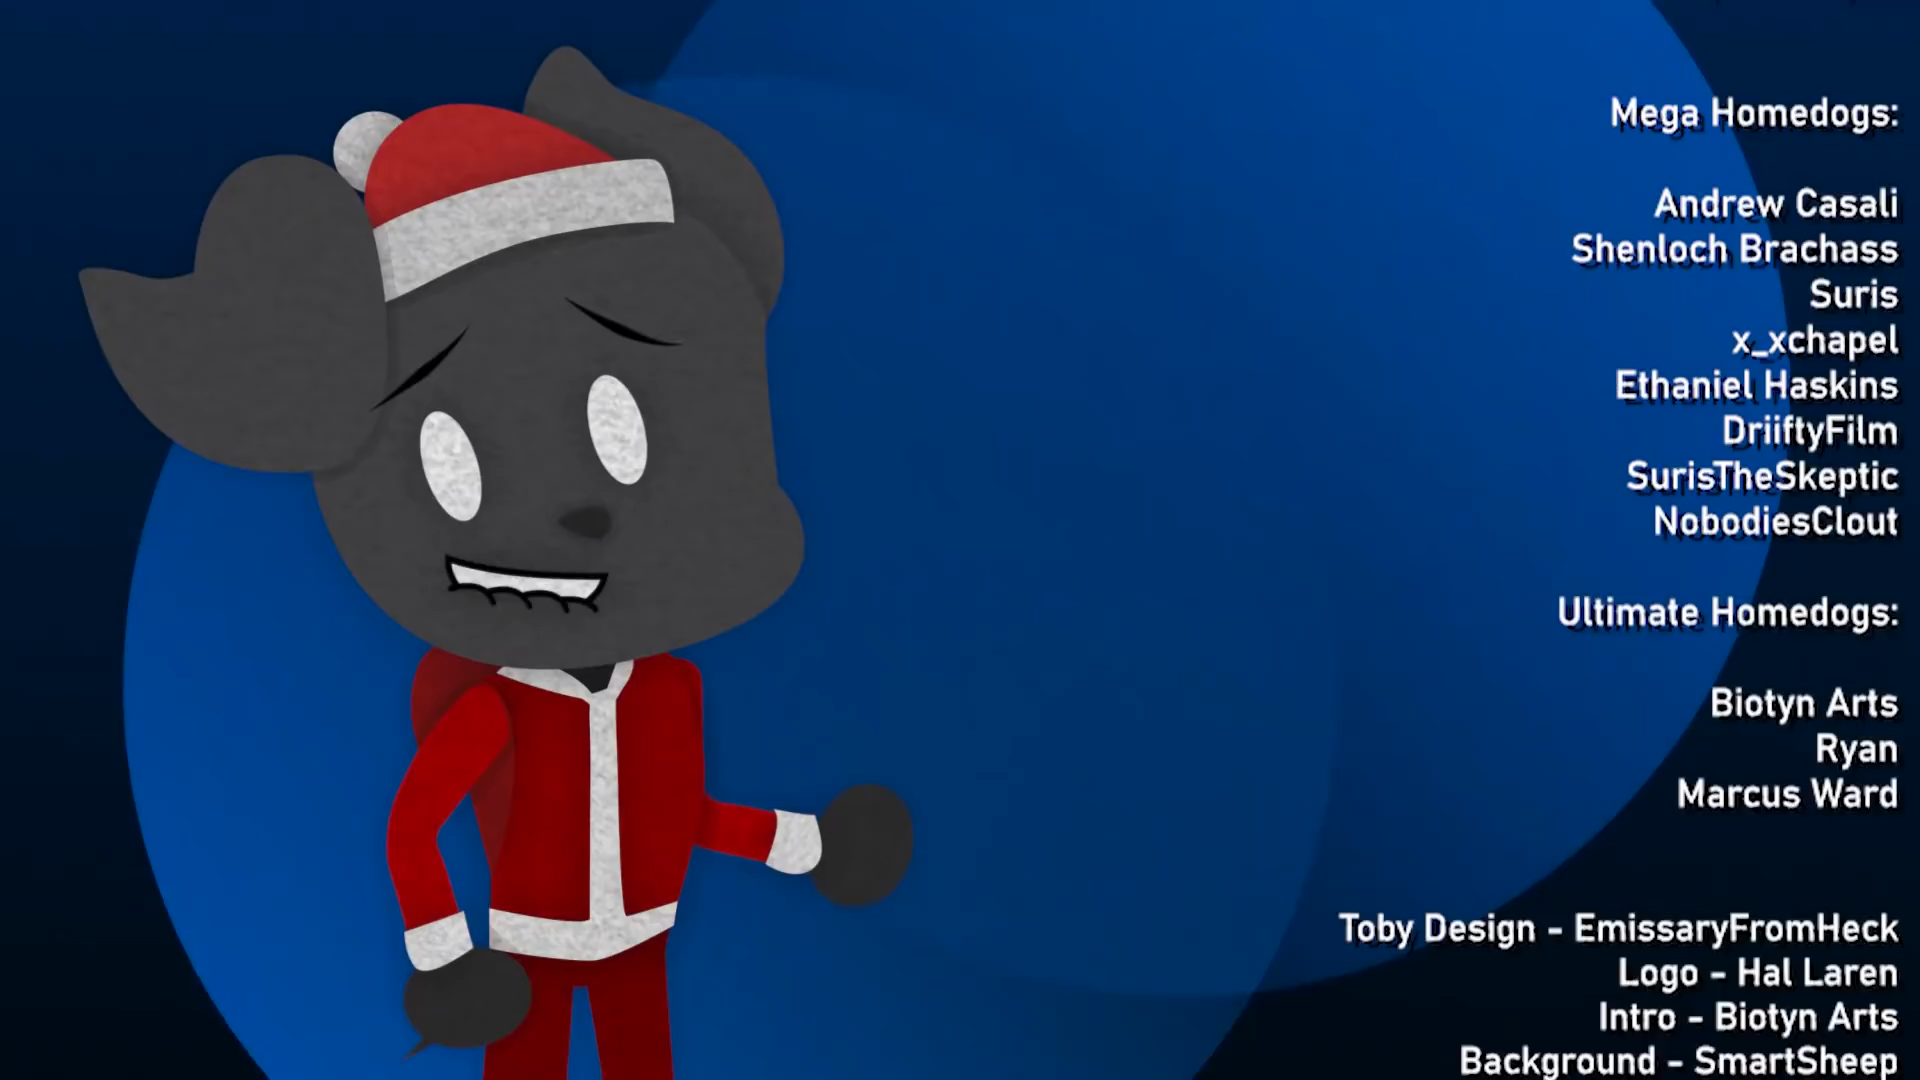 Mega Homedogs:
Andrew Casali
Shenloch Brachass
Suris
x_xchapel
Ethaniel Haskins
DriiftyFilm
SurisTheSkeptic
NobodiesClout
Ultimate Homedogs:
Biotyn Arts
Ryan
Marcus Ward
Toby Design - EmissaryFromHeck
Logo - Hal Laren
Intro - Biotyn Arts
Background - SmartSheep